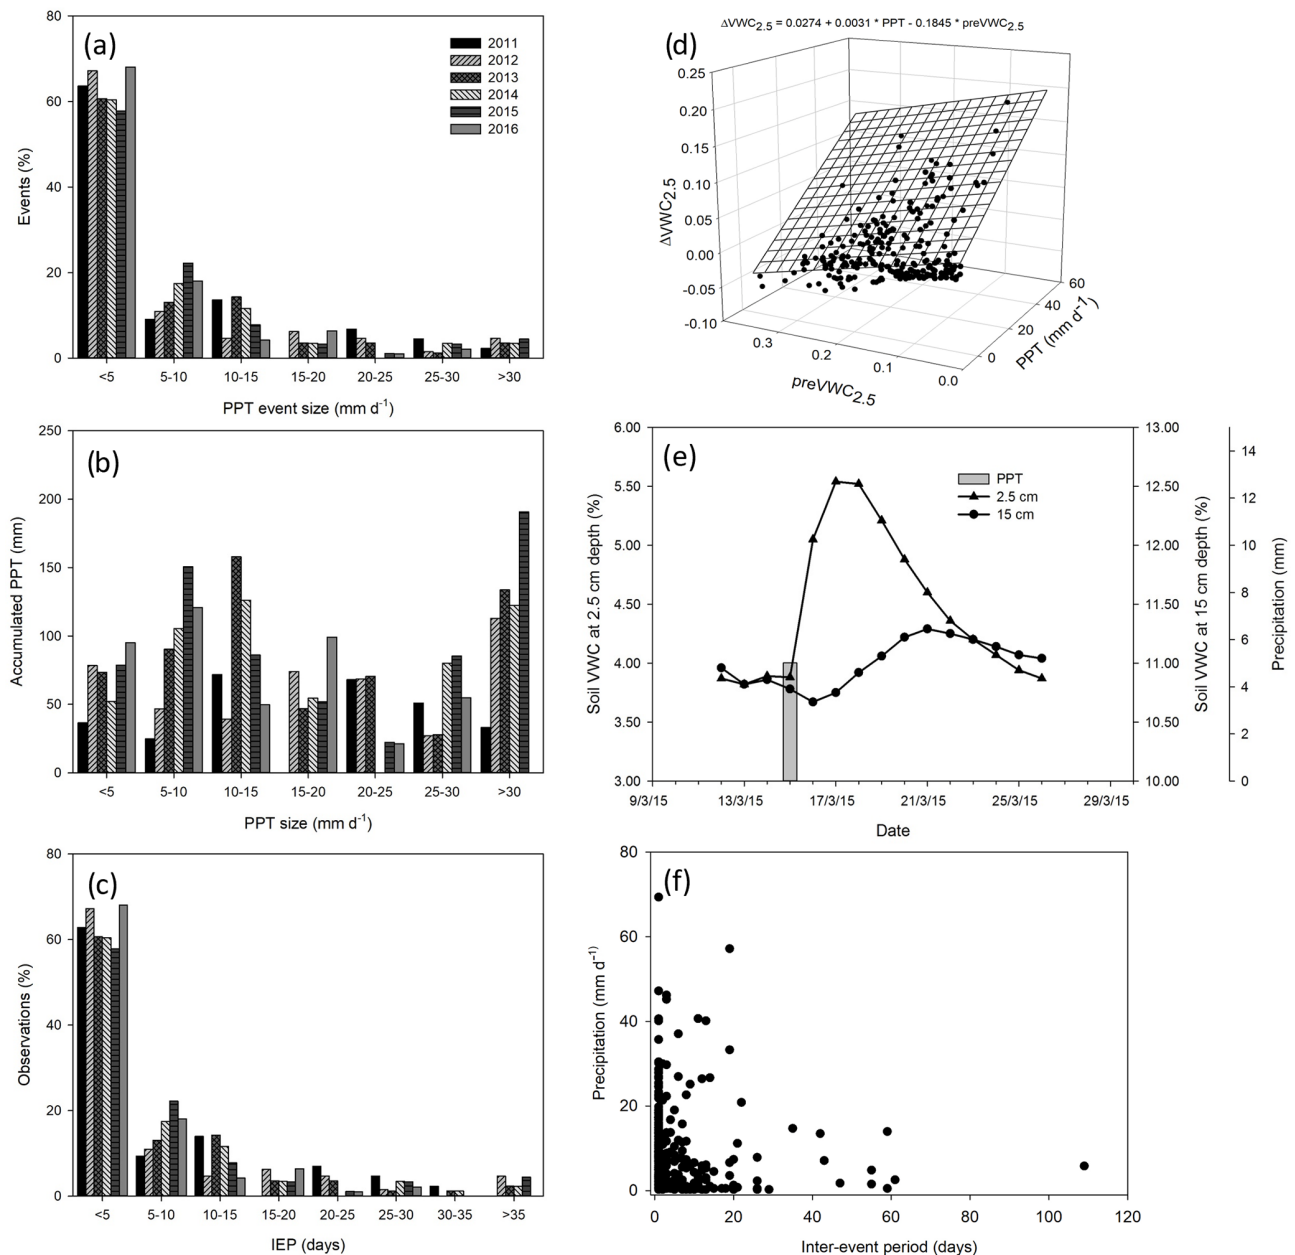 (a)
80
60
40
20
0
Events (%)
2011
2012
2013
2014
2015
2016
<5 5-10 10-15 15-20 20-25 25-30 >30
PPT event size (mm d-1)
(b)
250
200
150
100
50
0
Accumulated PPT (mm)
<5 5-10 10-15 15-20 20-25 25-30 >30
PPT size (mm d-1)
(c)
80
60
40
20
0
Observations (%)
<5 5-10 10-15 15-20 20-25 25-30 30-35 >35
IEP (days)
ΔVWC2.5 = 0.0274 + 0.0031 * PPT - 0.1845 * preVWC2.5
(d)
0.25
0.20
0.15
0.10
0.05
0.00
-0.05
-0.10
ΔVWC2.5
0.3 0.2 0.1 0.0
preVWC2.5
0 20 40 60
PPT (mm d-1)
(e)
6.00
5.50
5.00
4.50
4.00
3.50
3.00
Soil VWC at 2.5 cm depth (%)
PPT
2.5 cm
15 cm
13.00
12.50
12.00
11.50
11.00
10.50
10.00
Soil VWC at 15 cm depth (%)
14
12
10
8
6
4
2
0
Precipitation (mm)
9/3/15 13/3/15 17/3/15 21/3/15 25/3/15 29/3/15
Date
(f)
80
60
40
20
0
Precipitation (mm d-1)
0 20 40 60 80 100 120
Inter-event period (days)